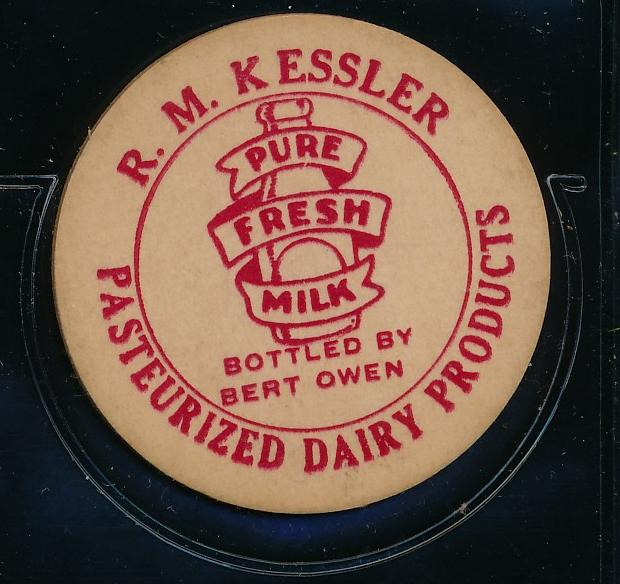 R. M. KESSLER
PURE
FRESH
MILK
BOTTLED BY
BERT OWEN
PASTEURIZED DAIRY PRODUCTS